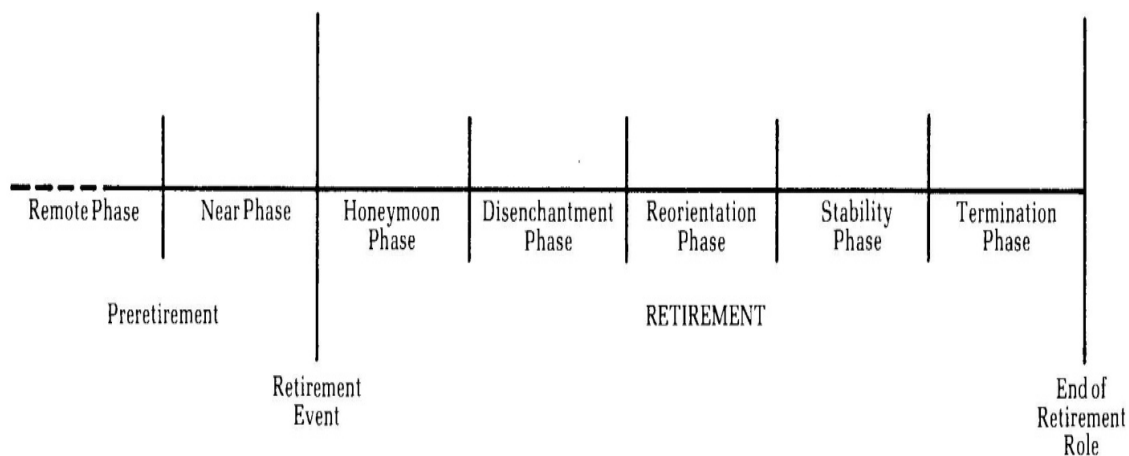 Remote Phase
Near Phase
Honeymoon
Phase
Disenchantment
Phase
Reorientation
Phase
Stability
Phase
Termination
Phase
Preretirement
RETIREMENT
Retirement
Event
End of
Retirement
Role